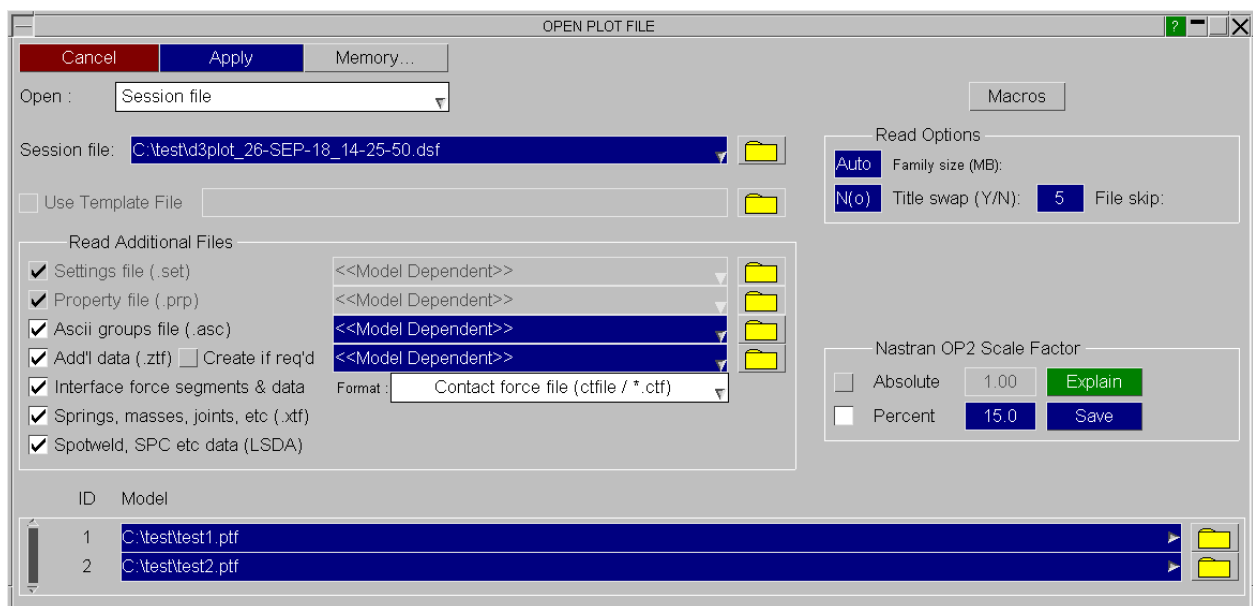 OPEN PLOT FILE ?
Cancel Apply Memory...
Open : Session file Macros
Read Options
Session file: C:\test\d3plot_26-SEP-18_14-25-50.dsf
Auto Family size (MB):
Use Template File N(o) Title swap (Y/N): 5 File skip:
Read Additional Files
Settings file (.set) <<Model Dependent>>
Property file (.prp) <<Model Dependent>>
Ascii groups file (.asc) <<Model Dependent>>
Add'l data (.ztf) Create if req'd <<Model Dependent>>
Interface force segments & data Format : Contact force file (ctfile / *.ctf)
Springs, masses, joints, etc (.xtf)
Spotweld, SPC etc data (LSDA)
Nastran OP2 Scale Factor
Absolute 1.00 Explain
Percent 15.0 Save
ID Model
1 C:\test\test1.ptf
2 C:\test\test2.ptf